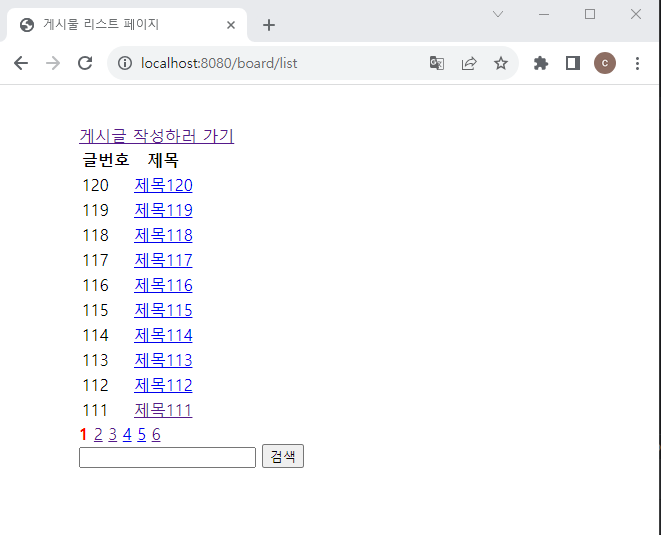 게시물 리스트 페이지
localhost:8080/board/list
c
게시글 작성하러 가기
글번호 제목
120 제목120
119 제목119
118 제목118
117 제목117
116 제목116
115 제목115
114 제목114
113 제목113
112 제목112
111 제목111
1 2 3 4 5 6
검색